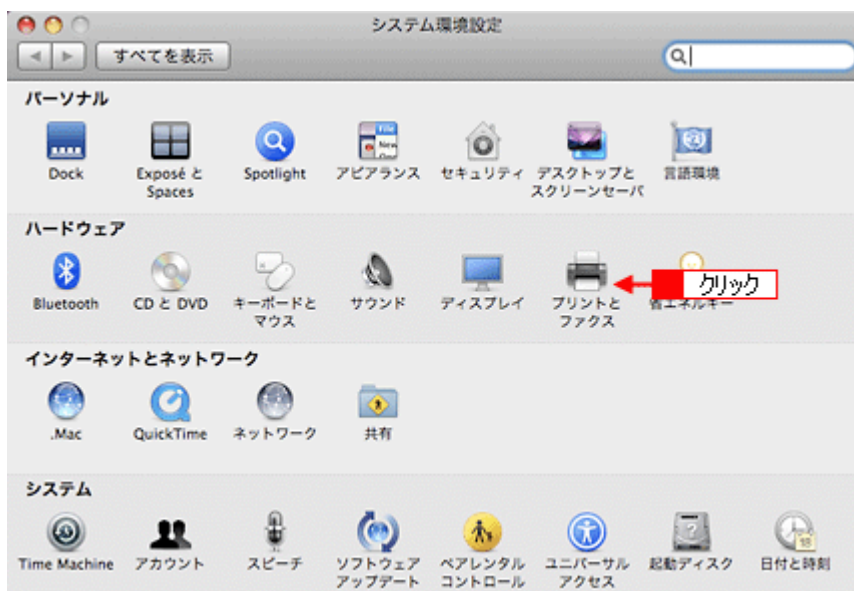 システム環境設定
すべてを表示
パーソナル
Dock
Exposé と
Spaces
Spotlight
アピアランス
セキュリティ
デスクトップと
スクリーンセーバ
言語環境
ハードウェア
Bluetooth
CD と DVD
キーボードと
マウス
サウンド
ディスプレイ
プリントと
ファクス
クリック
省エネルギー
インターネットとネットワーク
.Mac
QuickTime
ネットワーク
共有
システム
Time Machine
アカウント
スピーチ
ソフトウェア
アップデート
ペアレンタル
コントロール
ユニバーサル
アクセス
起動ディスク
日付と時刻